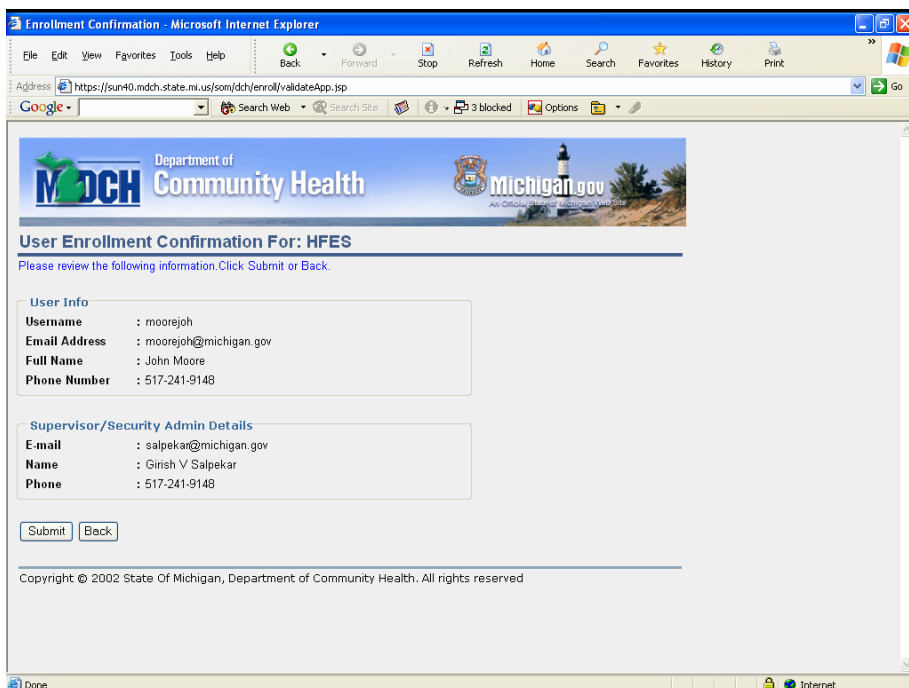 Enrollment Confirmation - Microsoft Internet Explorer
File Edit View Favorites Tools Help Back Forward Stop Refresh Home Search Favorites History Print »
Address https://sun40.mdch.state.mi.us/som/dch/enroll/validateApp.jsp Go
Google Search Web Search Site 3 blocked Options
MDCH Department of Community Health
Michigan.gov
An Official State of Michigan Web Site
User Enrollment Confirmation For: HFES
Please review the following information.Click Submit or Back.
User Info
Username : moorejoh
Email Address : moorejoh@michigan.gov
Full Name : John Moore
Phone Number : 517-241-9148
Supervisor/Security Admin Details
E-mail : salpekar@michigan.gov
Name : Girish V Salpekar
Phone : 517-241-9148
Submit Back
Copyright © 2002 State Of Michigan, Department of Community Health. All rights reserved
Done Internet